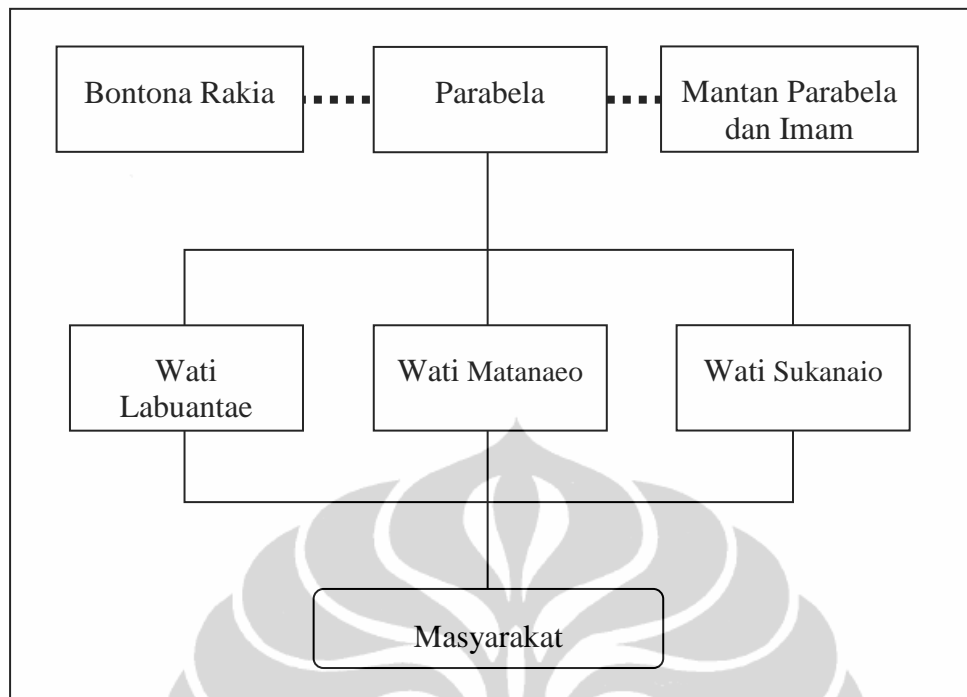 Bontona Rakia
Parabela
Mantan Parabela
dan Imam
Wati
Labuantae
Wati Matanaeo
Wati Sukanaio
Masyarakat